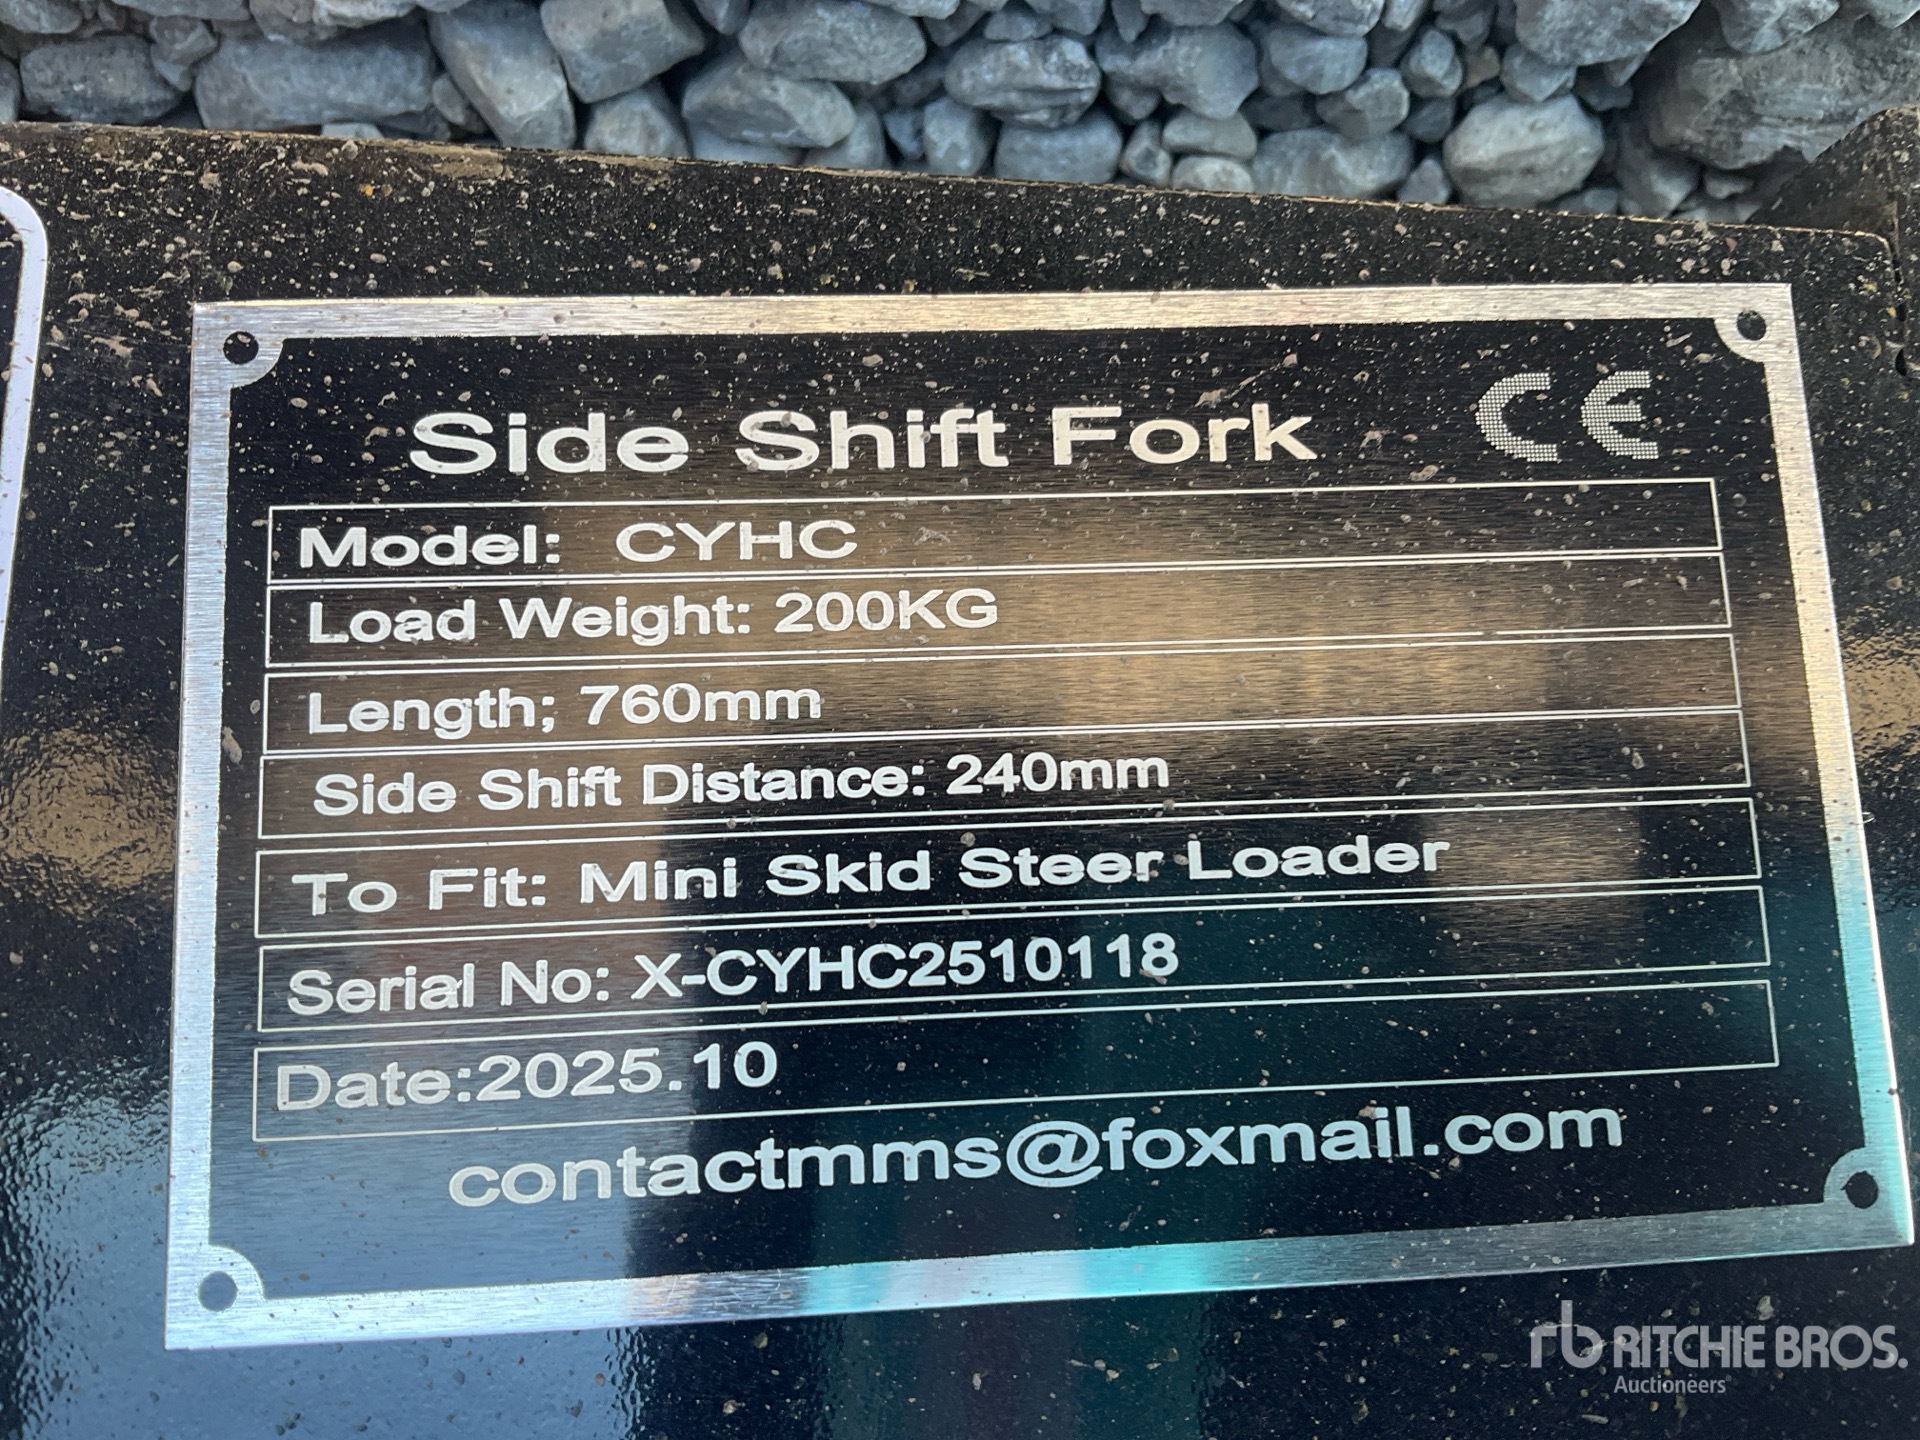 Side Shift Fork CE
Model: CYHC
Load Weight: 200KG
Length; 760mm
Side Shift Distance: 240mm
To Fit: Mini Skid Steer Loader
Serial No: X-CYHC2510118
Date:2025.10
contactmms@foxmail.com
rb RITCHIE BROS.
Auctioneers